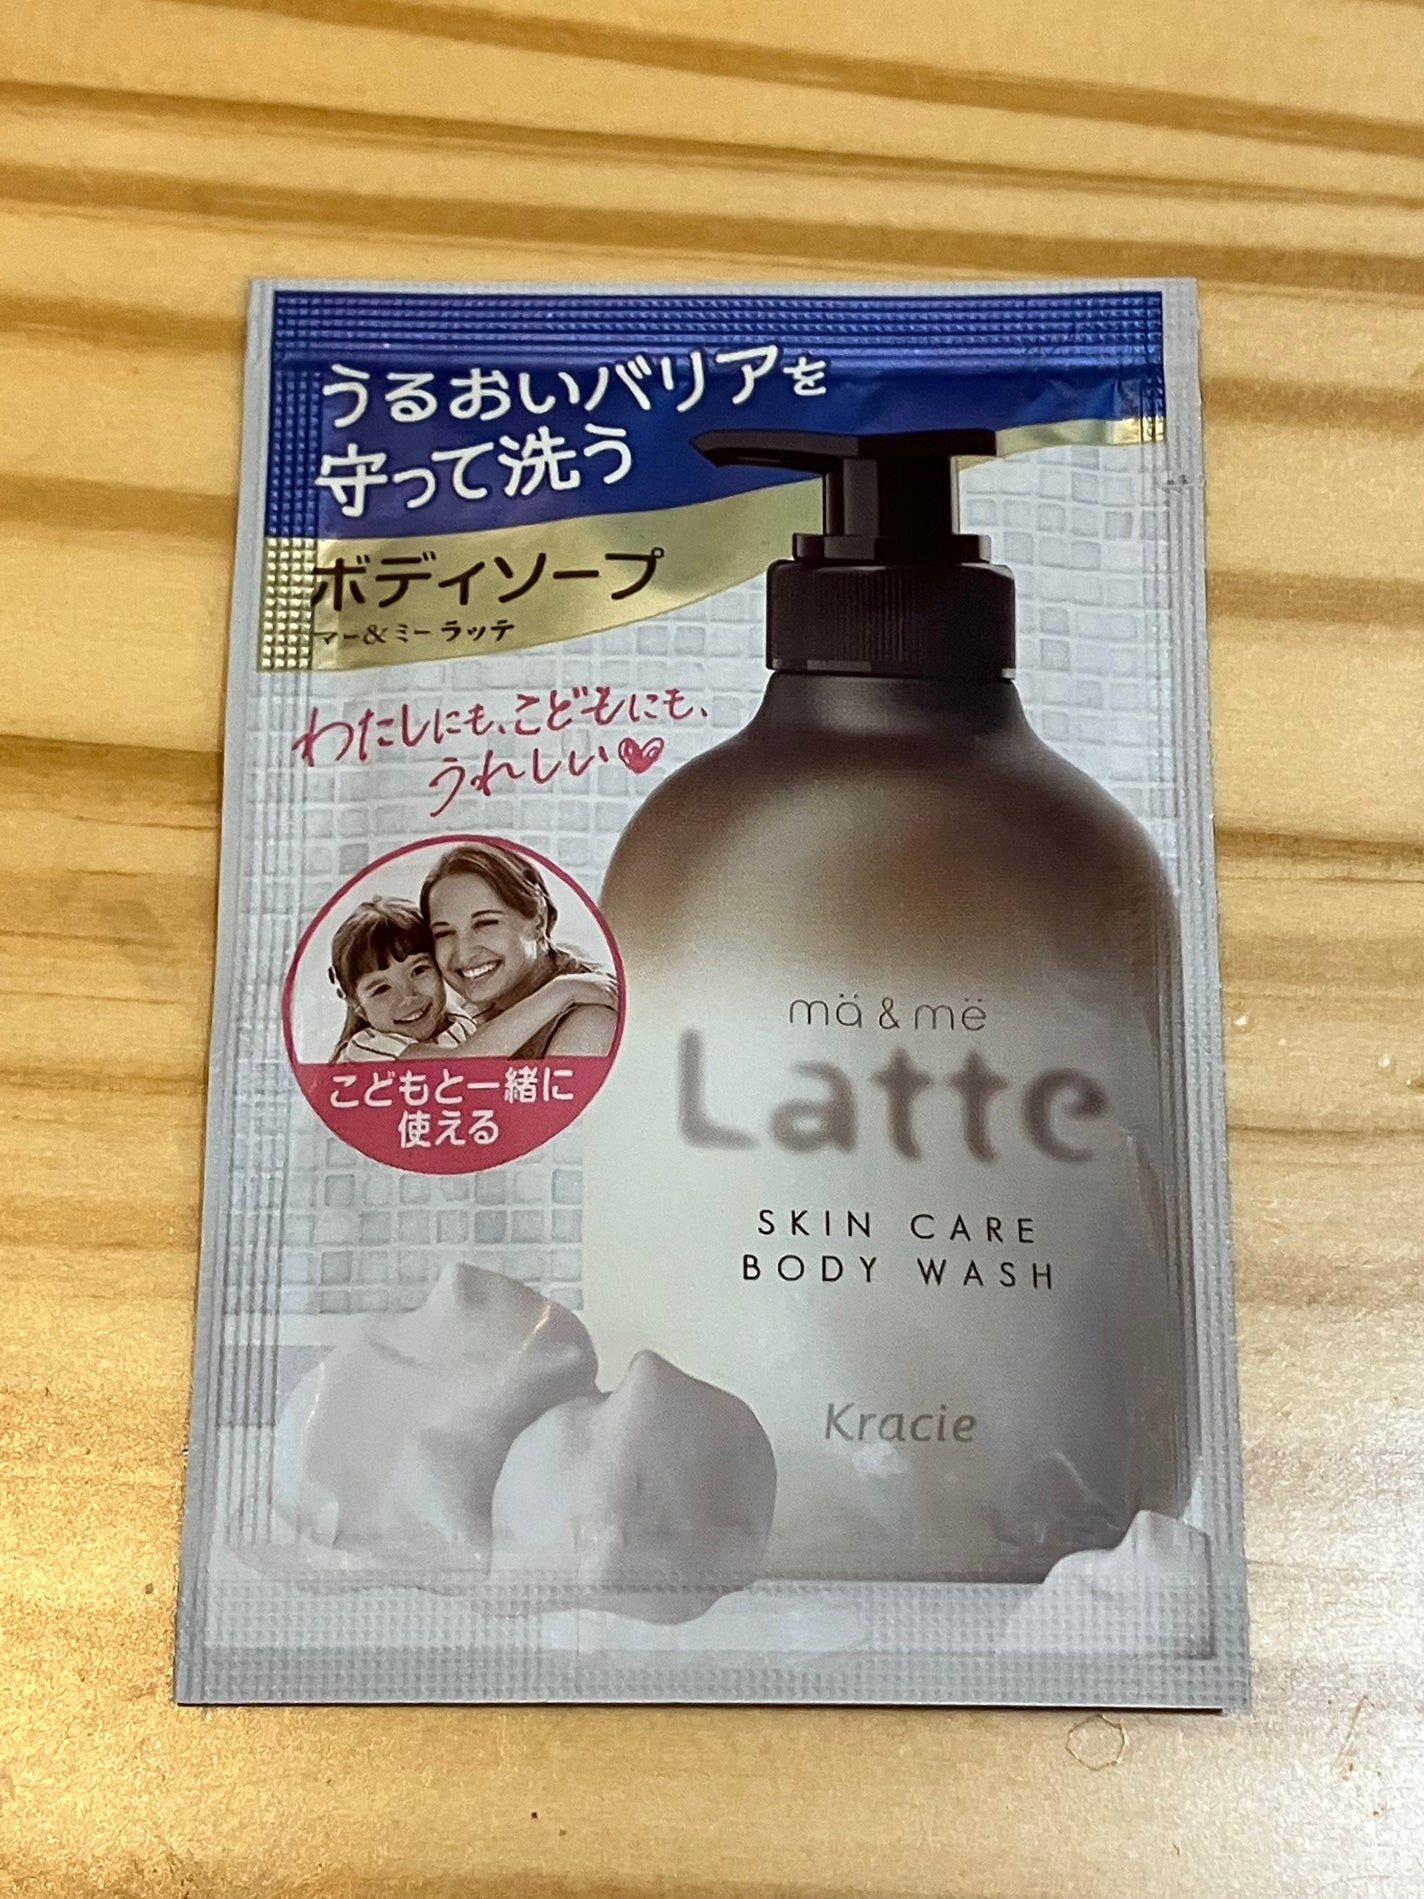 うるおいバリアを
守って洗う
ボディソープ
マー&ミー ラッテ
わたしにも、こどもにも、
うれしい
こどもと一緒に
使える
mä & më
Latte
SKIN CARE
BODY WASH
Kracie